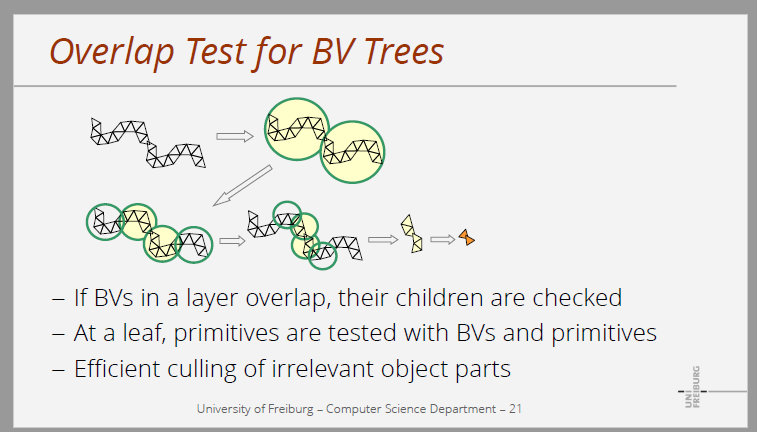 Overlap Test for BV Trees
– If BVs in a layer overlap, their children are checked
– At a leaf, primitives are tested with BVs and primitives
– Efficient culling of irrelevant object parts
University of Freiburg – Computer Science Department – 21
UNI
FREIBURG